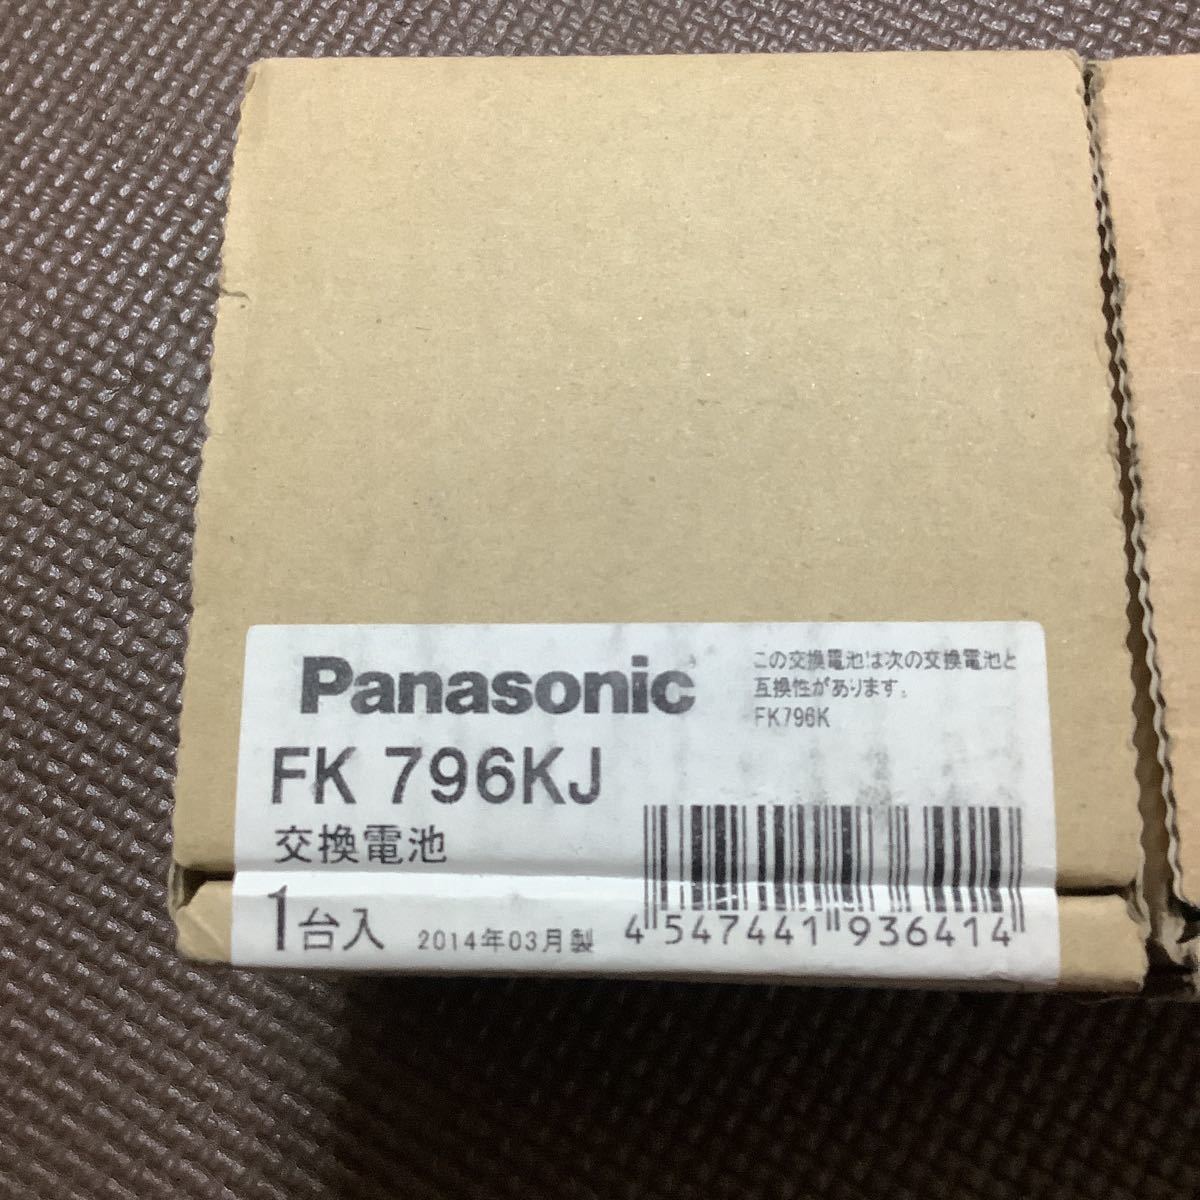 Panasonic
この交換電池は次の交換電池と
互換性があります。
FK796K
FK 796KJ
交換電池
1台入
2014年03月製
4 547441 936414